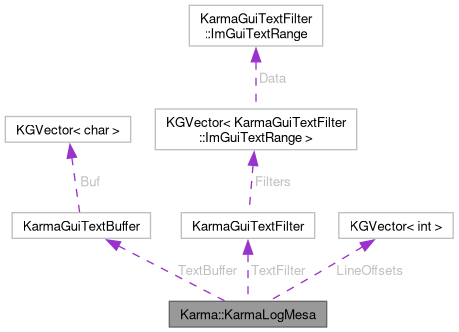 KarmaGuiTextFilter
::ImGuiTextRange
Data
KGVector< char >
KGVector< KarmaGuiTextFilter
::ImGuiTextRange >
Buf
Filters
KarmaGuiTextBuffer
KarmaGuiTextFilter
KGVector< int >
TextBuffer
TextFilter
LineOffsets
Karma::KarmaLogMesa